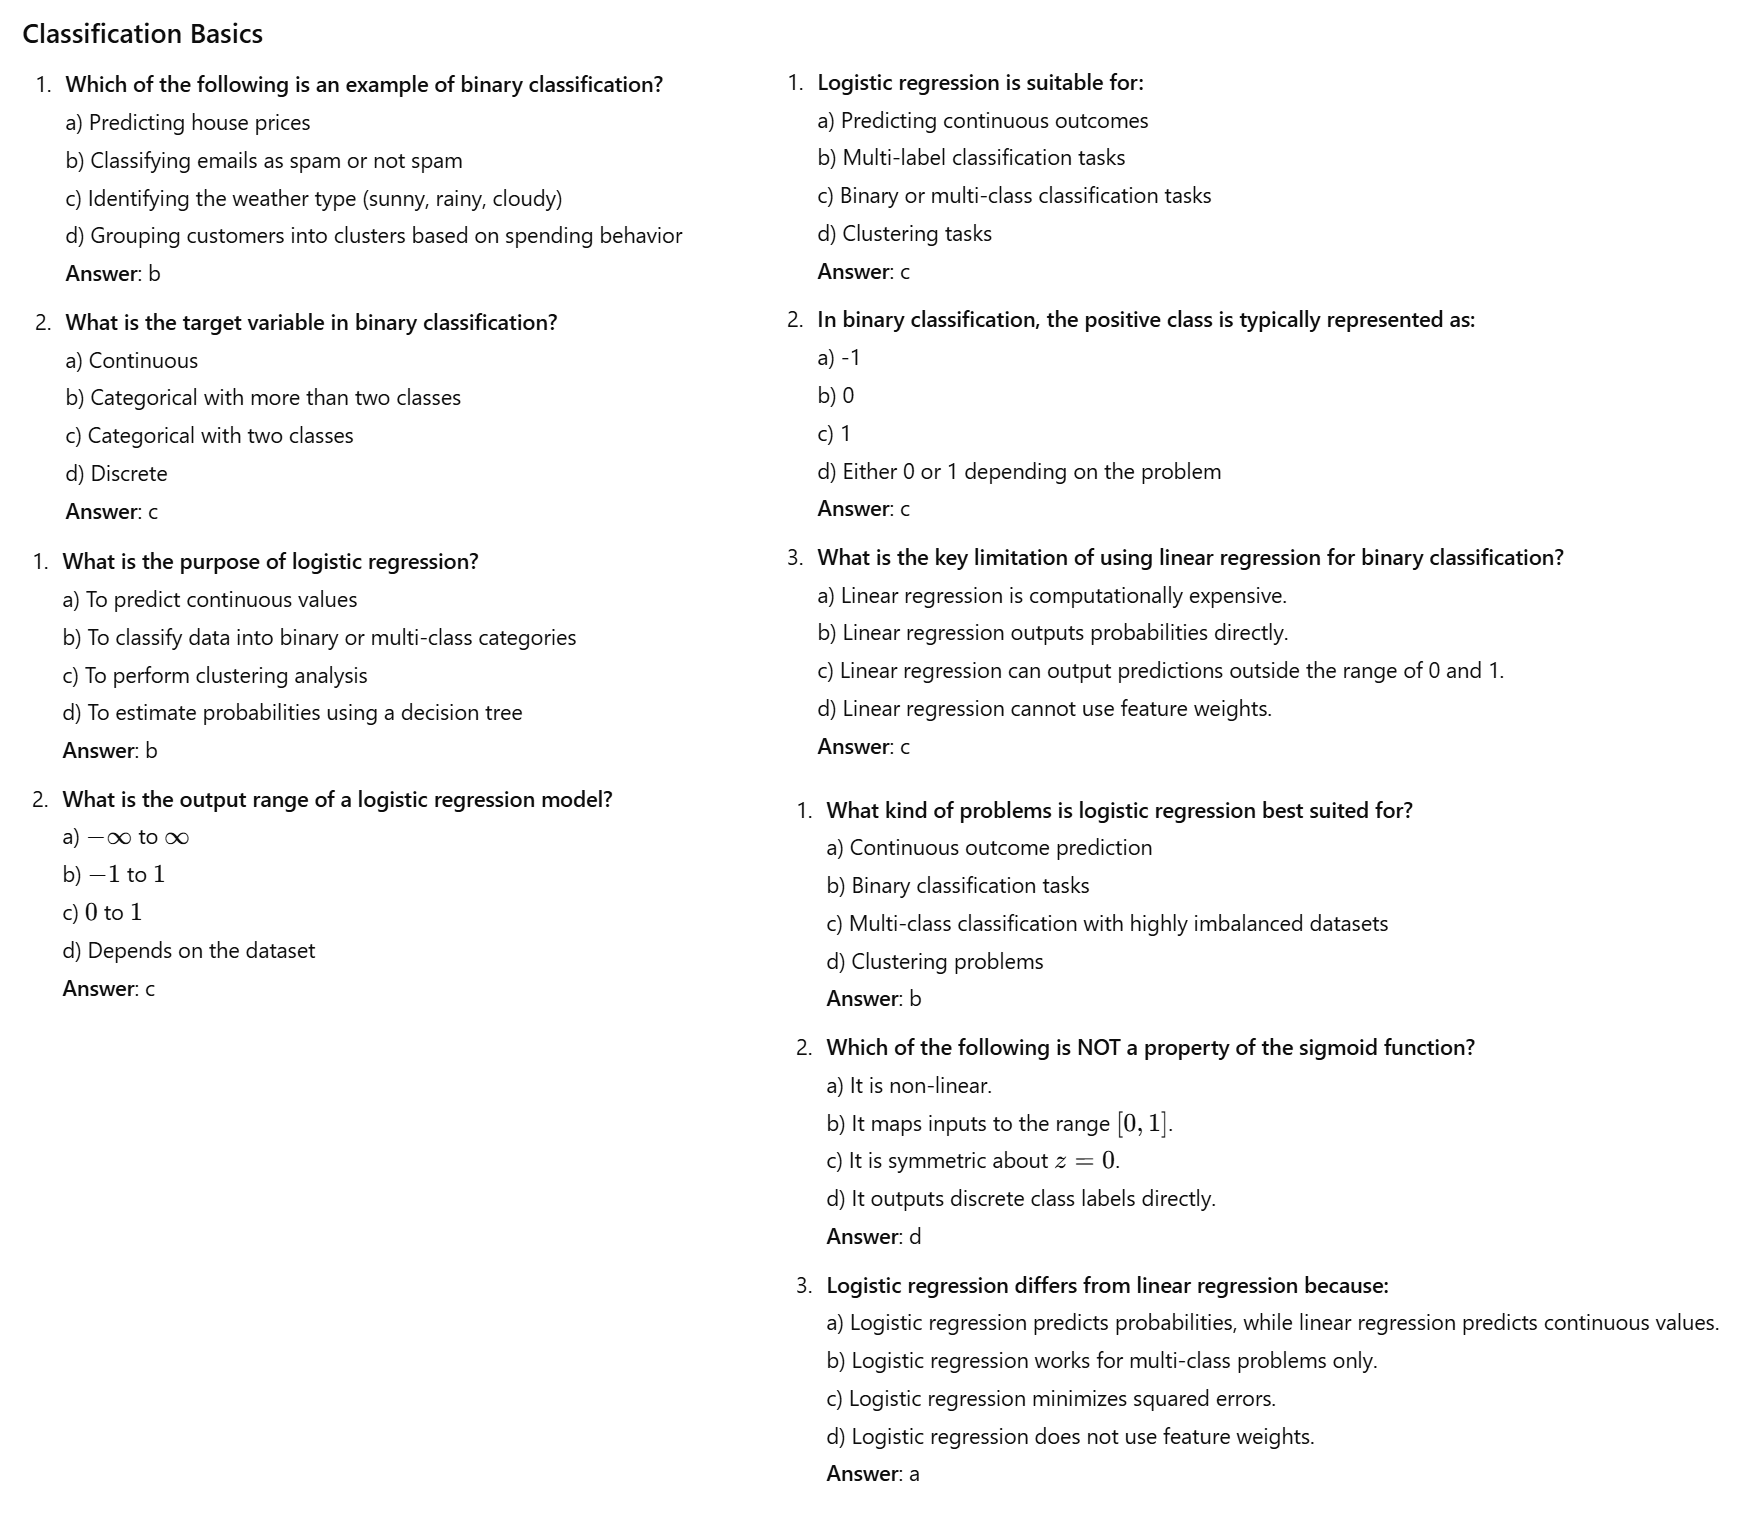 Classification Basics
1. Which of the following is an example of binary classification?
a) Predicting house prices
b) Classifying emails as spam or not spam
c) Identifying the weather type (sunny, rainy, cloudy)
d) Grouping customers into clusters based on spending behavior
Answer: b
2. What is the target variable in binary classification?
a) Continuous
b) Categorical with more than two classes
c) Categorical with two classes
d) Discrete
Answer: c
1. What is the purpose of logistic regression?
a) To predict continuous values
b) To classify data into binary or multi-class categories
c) To perform clustering analysis
d) To estimate probabilities using a decision tree
Answer: b
2. What is the output range of a logistic regression model?
a) −∞ to ∞
b) −1 to 1
c) 0 to 1
d) Depends on the dataset
Answer: c
1. Logistic regression is suitable for:
a) Predicting continuous outcomes
b) Multi-label classification tasks
c) Binary or multi-class classification tasks
d) Clustering tasks
Answer: c
2. In binary classification, the positive class is typically represented as:
a) -1
b) 0
c) 1
d) Either 0 or 1 depending on the problem
Answer: c
3. What is the key limitation of using linear regression for binary classification?
a) Linear regression is computationally expensive.
b) Linear regression outputs probabilities directly.
c) Linear regression can output predictions outside the range of 0 and 1.
d) Linear regression cannot use feature weights.
Answer: c
1. What kind of problems is logistic regression best suited for?
a) Continuous outcome prediction
b) Binary classification tasks
c) Multi-class classification with highly imbalanced datasets
d) Clustering problems
Answer: b
2. Which of the following is NOT a property of the sigmoid function?
a) It is non-linear.
b) It maps inputs to the range [0, 1].
c) It is symmetric about z = 0.
d) It outputs discrete class labels directly.
Answer: d
3. Logistic regression differs from linear regression because:
a) Logistic regression predicts probabilities, while linear regression predicts continuous values.
b) Logistic regression works for multi-class problems only.
c) Logistic regression minimizes squared errors.
d) Logistic regression does not use feature weights.
Answer: a